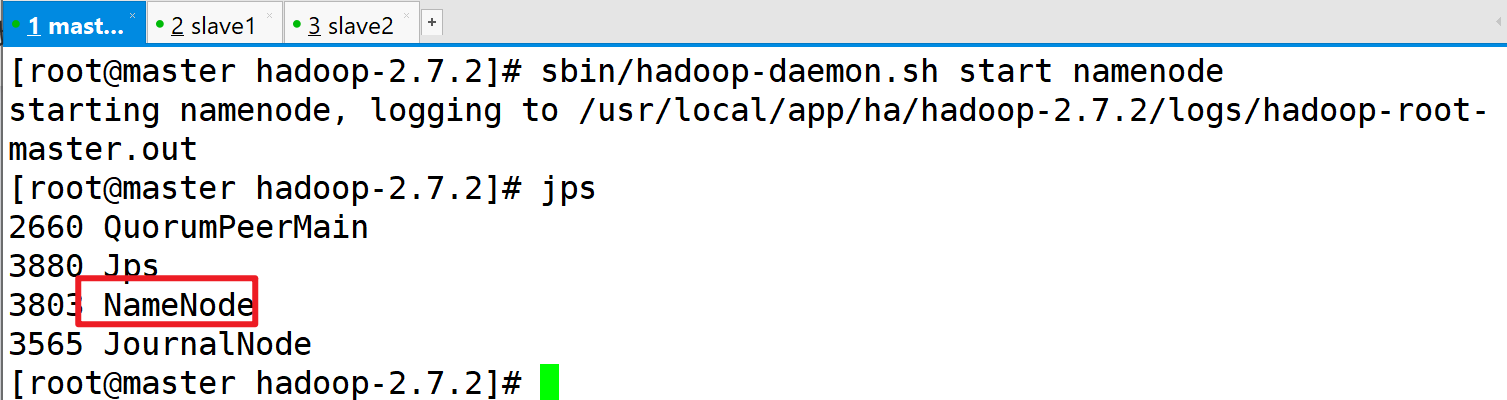 1 mast... 2 slave1 3 slave2 +
[root@master hadoop-2.7.2]# sbin/hadoop-daemon.sh start namenode
starting namenode, logging to /usr/local/app/ha/hadoop-2.7.2/logs/hadoop-root-
master.out
[root@master hadoop-2.7.2]# jps
2660 QuorumPeerMain
3880 Jps
3803 NameNode
3565 JournalNode
[root@master hadoop-2.7.2]#